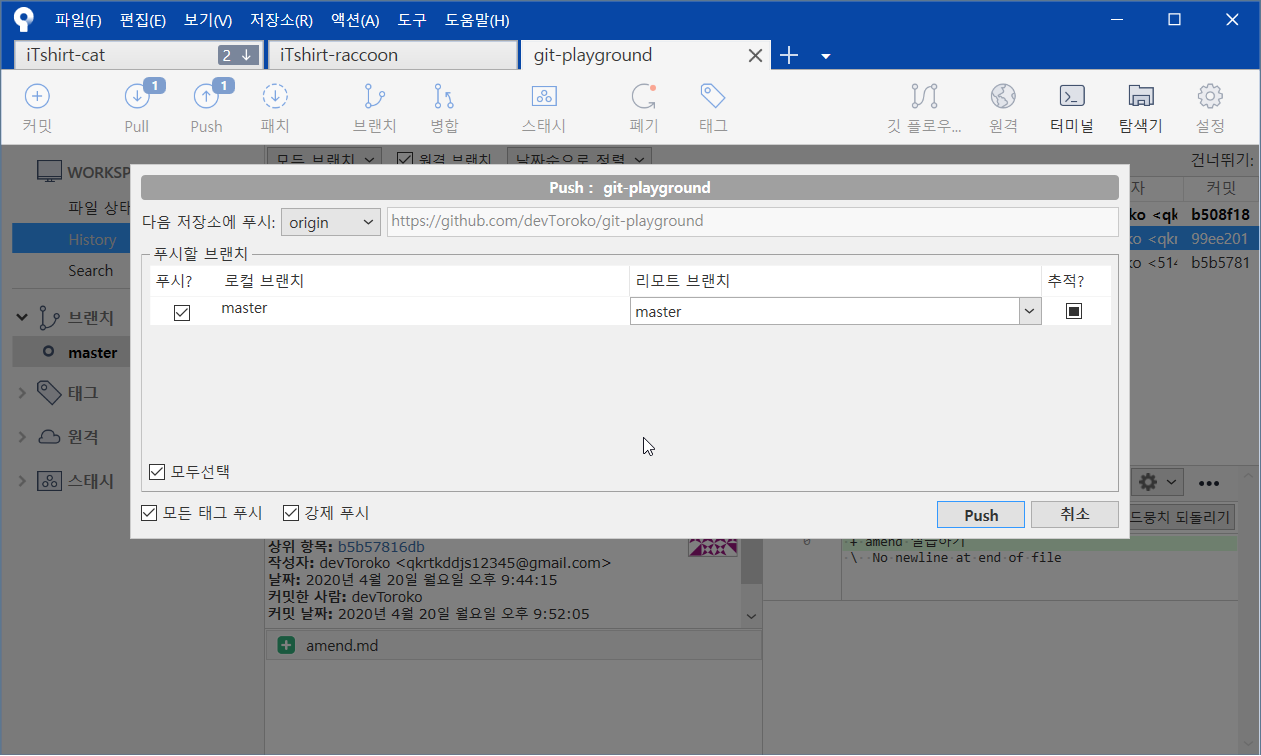 파일(F) 편집(E) 보기(V) 저장소(R) 액션(A) 도구 도움말(H)
iTshirt-cat 2 ↓ iTshirt-raccoon git-playground
1 1
커밋 Pull Push 패치 브랜치 병합 스태시 폐기 태그 깃 플로우... 원격 터미널 탐색기 설정
WORKSP 모두 브랜치 원격 브랜치 날짜순으로 정렬 건너뛰기:
자 커밋
파일 상태
ko <qk b508f18
History
ko <qk 99ee201
Search
ko <514 b5b5781
브랜치
master
태그
원격
스태시
Push : git-playground
다음 저장소에 푸시: origin https://github.com/devToroko/git-playground
푸시할 브랜치
푸시? 로컬 브랜치 리모트 브랜치 추적?
master master
모두선택
모든 태그 푸시 강제 푸시 Push 취소
드뭉치 되돌리기
상위 항목: b5b57816db
작성자: devToroko <qkrtkddjs12345@gmail.com>
날짜: 2020년 4월 20일 월요일 오후 9:44:15
커밋한 사람: devToroko
커밋 날짜: 2020년 4월 20일 월요일 오후 9:52:05
+ amend 실습하기
\ No newline at end of file
amend.md